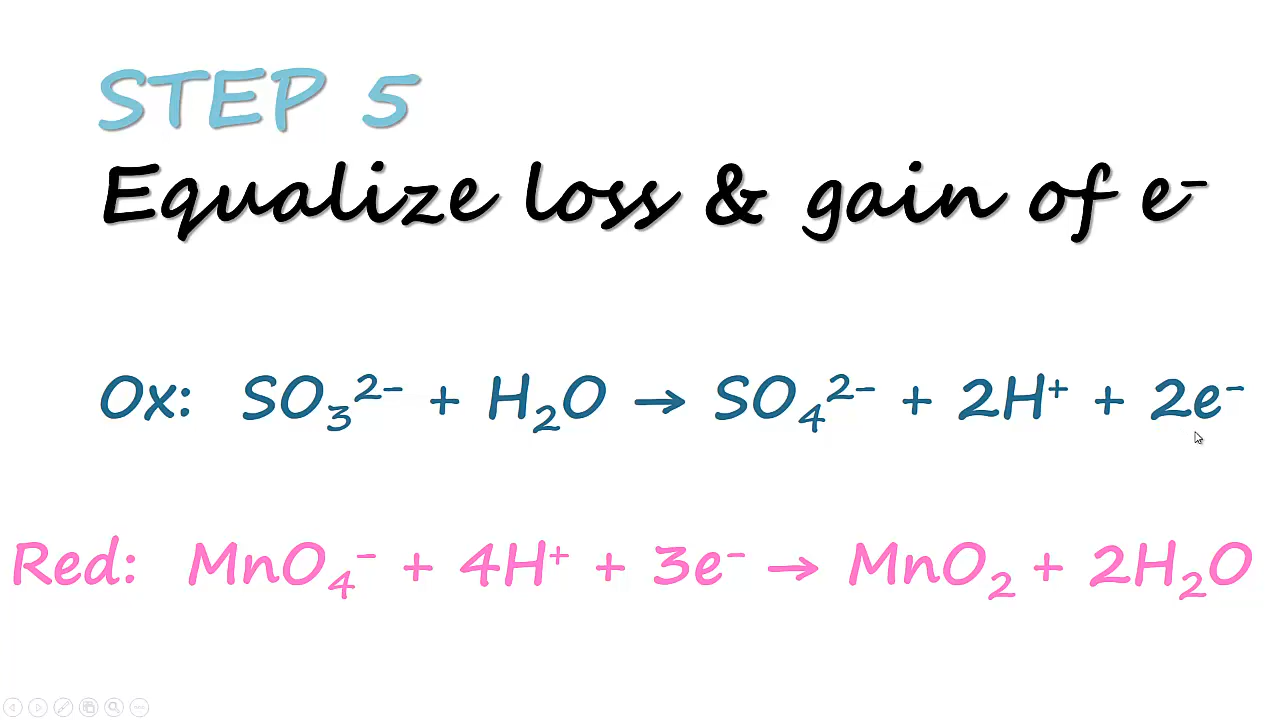 STEP 5
Equalize loss & gain of e⁻
Ox: SO₃²⁻ + H₂O → SO₄²⁻ + 2H⁺ + 2e⁻
Red: MnO₄⁻ + 4H⁺ + 3e⁻ → MnO₂ + 2H₂O